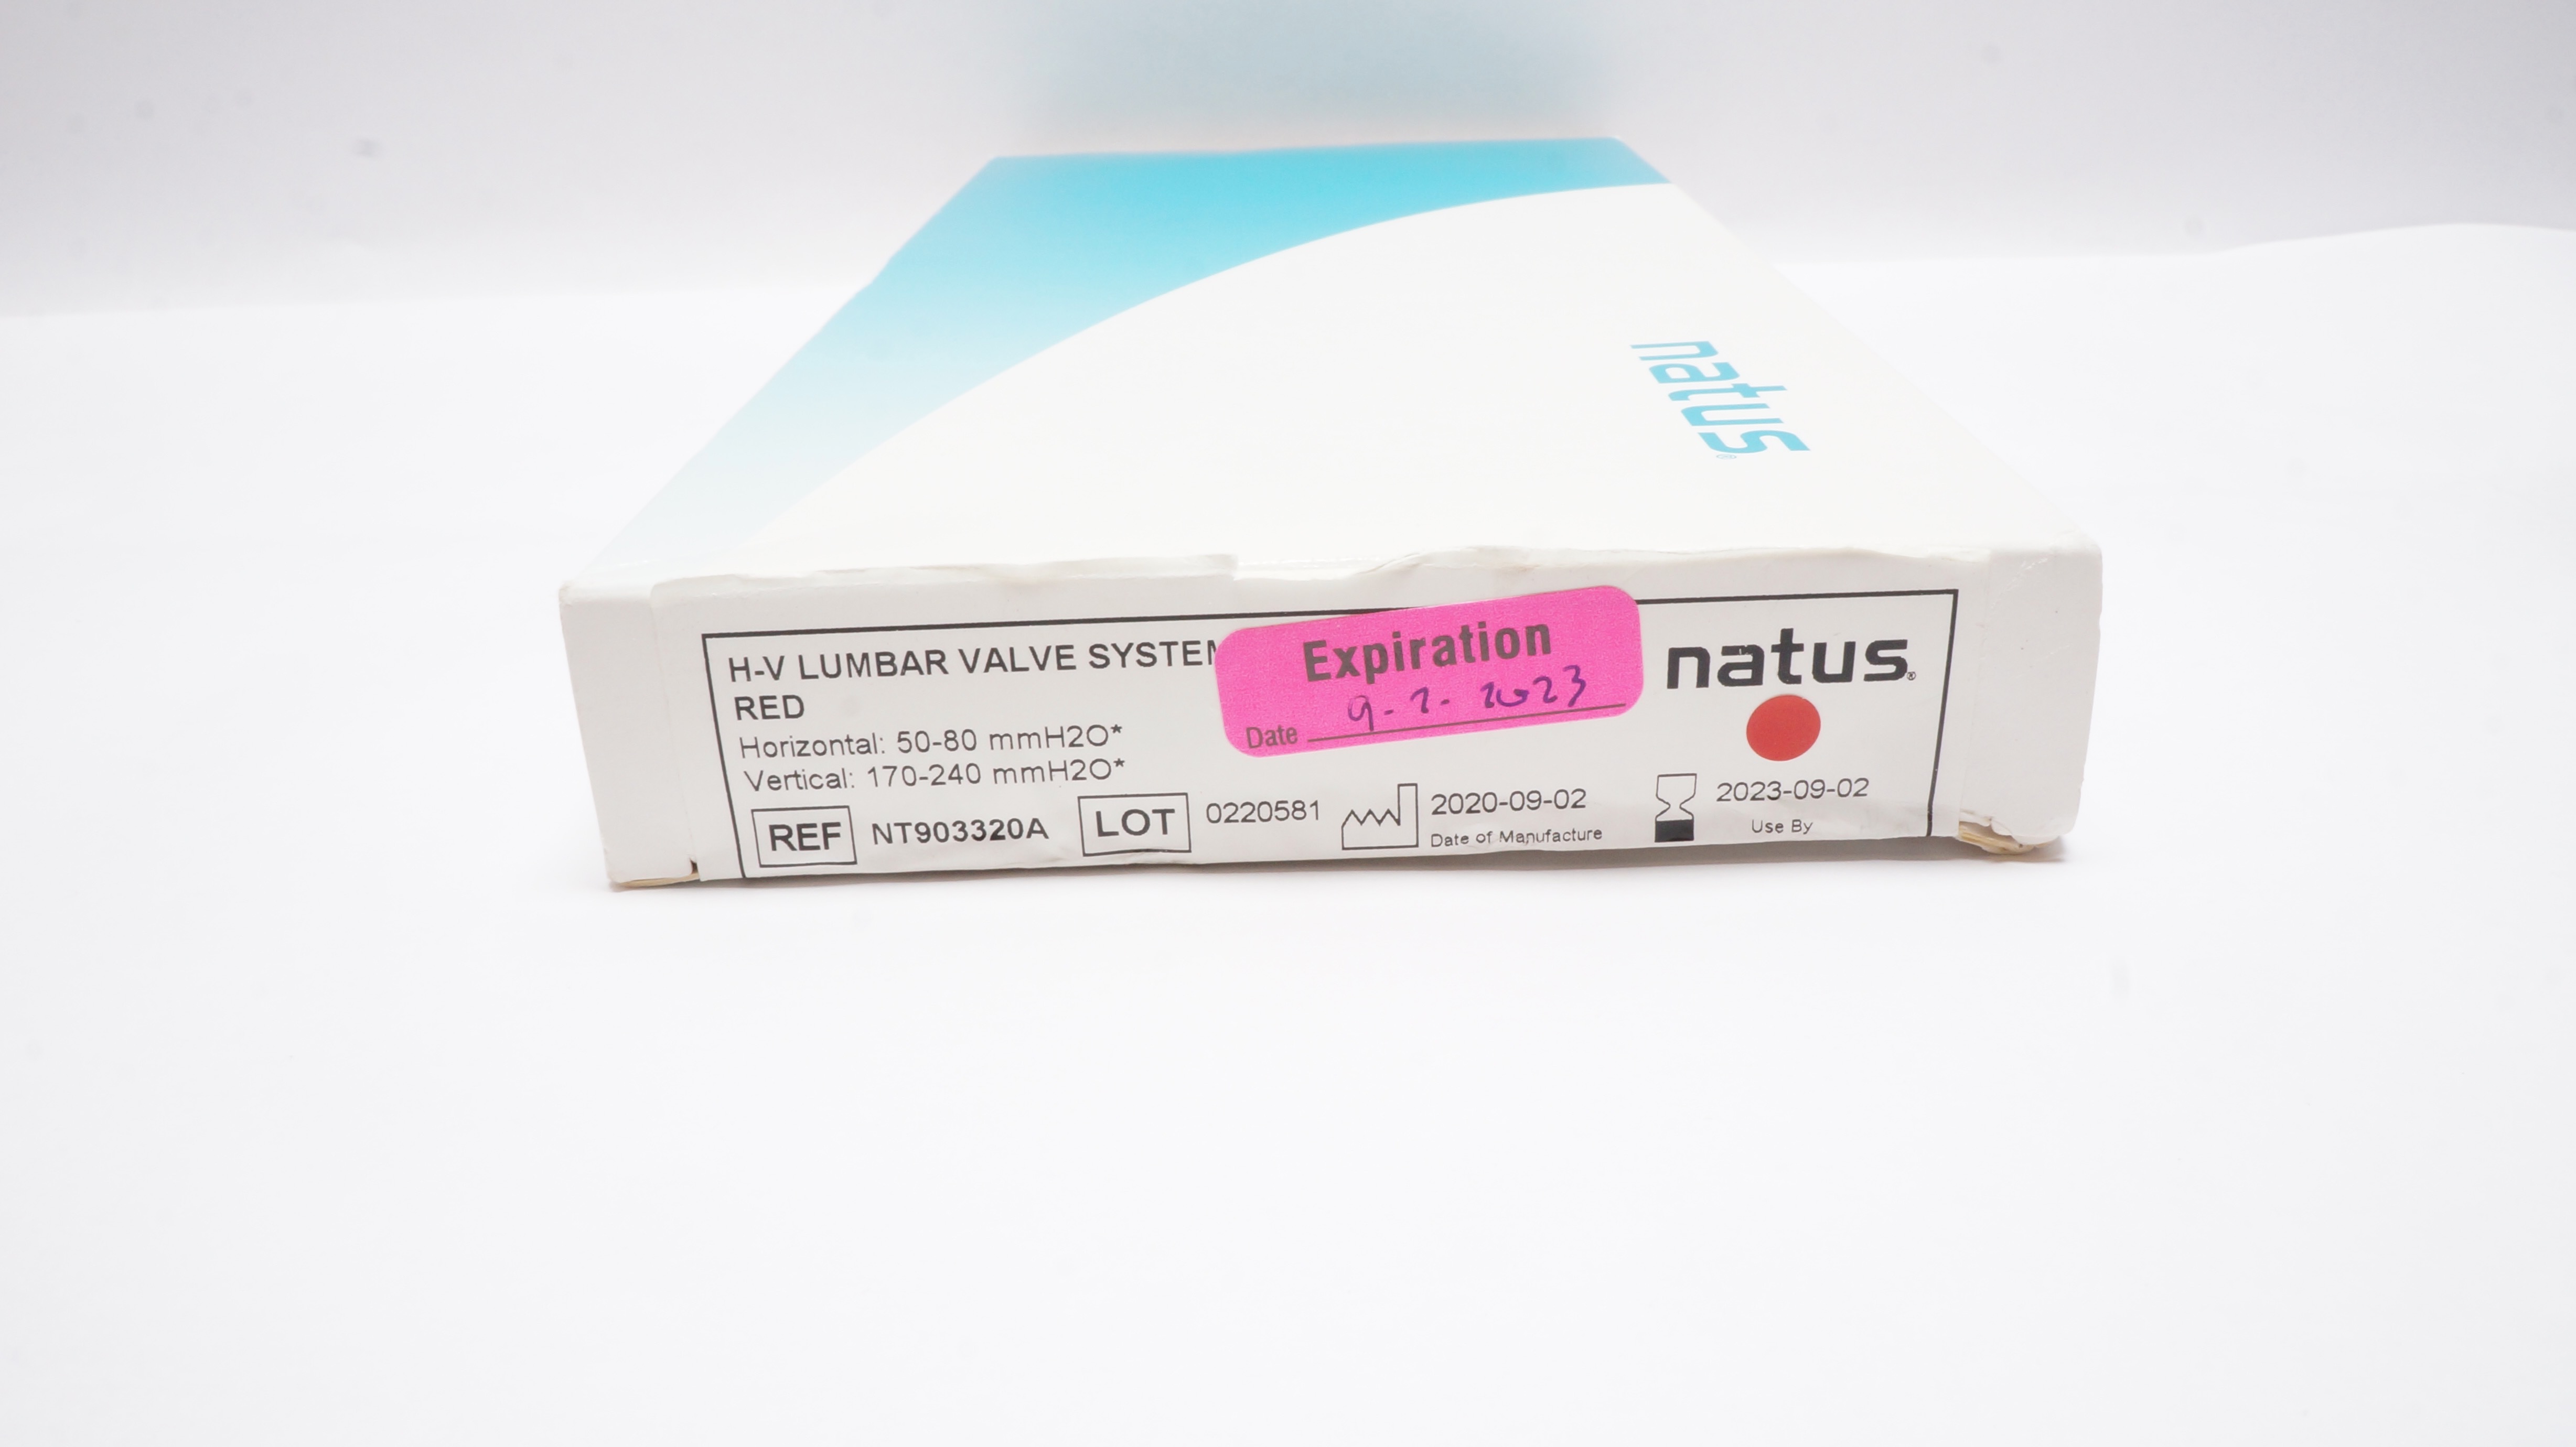 natus®
H-V LUMBAR VALVE SYSTEM
RED
Horizontal: 50-80 mmH2O*
Vertical: 170-240 mmH2O*
Expiration
Date 9-2-2023
natus®
REF NT903320A LOT 0220581 2020-09-02 2023-09-02
Date of Manufacture Use By